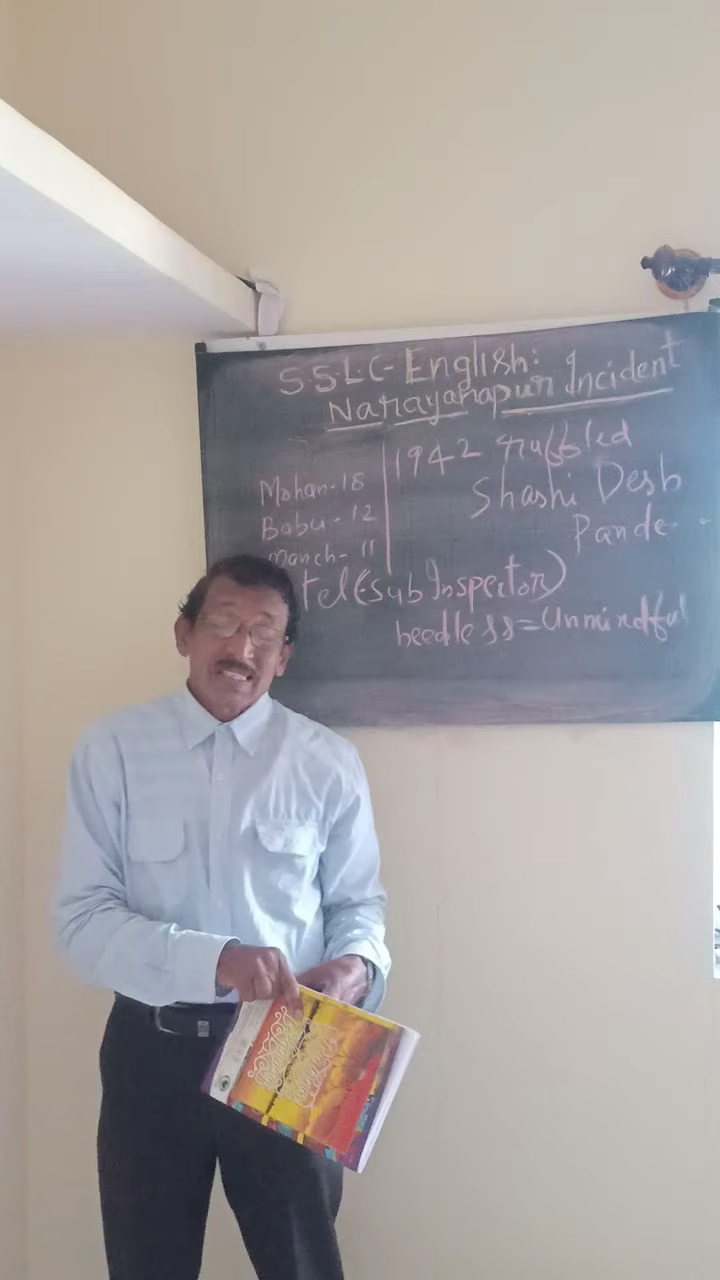 S.S.L.C- English:
Narayanapur Incident
1942 ruffled
Mohan-18
Babu-12
Manch-11
Shashi Desh
Pande
tel(Sub Inspector)
heedless=Unmindful